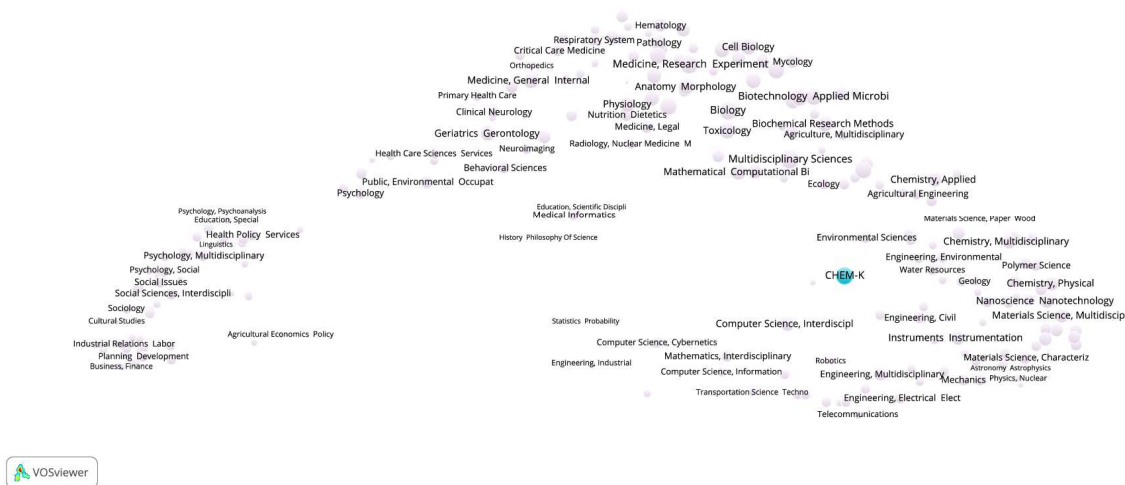 Hematology
Respiratory System Pathology
Critical Care Medicine
Cell Biology
Orthopedics
Medicine, Research Experiment
Mycology
Medicine, General Internal
Anatomy Morphology
Primary Health Care
Biotechnology Applied Microbi
Physiology
Clinical Neurology
Nutrition Dietetics
Biology
Medicine, Legal
Toxicology
Biochemical Research Methods
Geriatrics Gerontology
Agriculture, Multidisciplinary
Radiology, Nuclear Medicine M
Neuroimaging
Health Care Sciences Services
Multidisciplinary Sciences
Behavioral Sciences
Mathematical Computational Bi
Public, Environmental Occupat
Ecology
Chemistry, Applied
Psychology
Agricultural Engineering
Education, Scientific Discipli
Psychology, Psychoanalysis
Medical Informatics
Education, Special
Materials Science, Paper Wood
Health Policy Services
History Philosophy Of Science
Environmental Sciences
Linguistics
Chemistry, Multidisciplinary
Psychology, Multidisciplinary
Engineering, Environmental
Polymer Science
Psychology, Social
Water Resources
CHEM-K
Social Issues
Geology
Chemistry, Physical
Social Sciences, Interdiscipli
Nanoscience Nanotechnology
Sociology
Materials Science, Multidiscip
Cultural Studies
Statistics Probability
Computer Science, Interdiscipl
Engineering, Civil
Agricultural Economics Policy
Instruments Instrumentation
Industrial Relations Labor
Computer Science, Cybernetics
Planning Development
Mathematics, Interdisciplinary
Materials Science, Characteriz
Business, Finance
Engineering, Industrial
Robotics
Astronomy Astrophysics
Computer Science, Information
Engineering, Multidisciplinary
Mechanics
Physics, Nuclear
Transportation Science Techno
Engineering, Electrical Elect
Telecommunications
VOSviewer